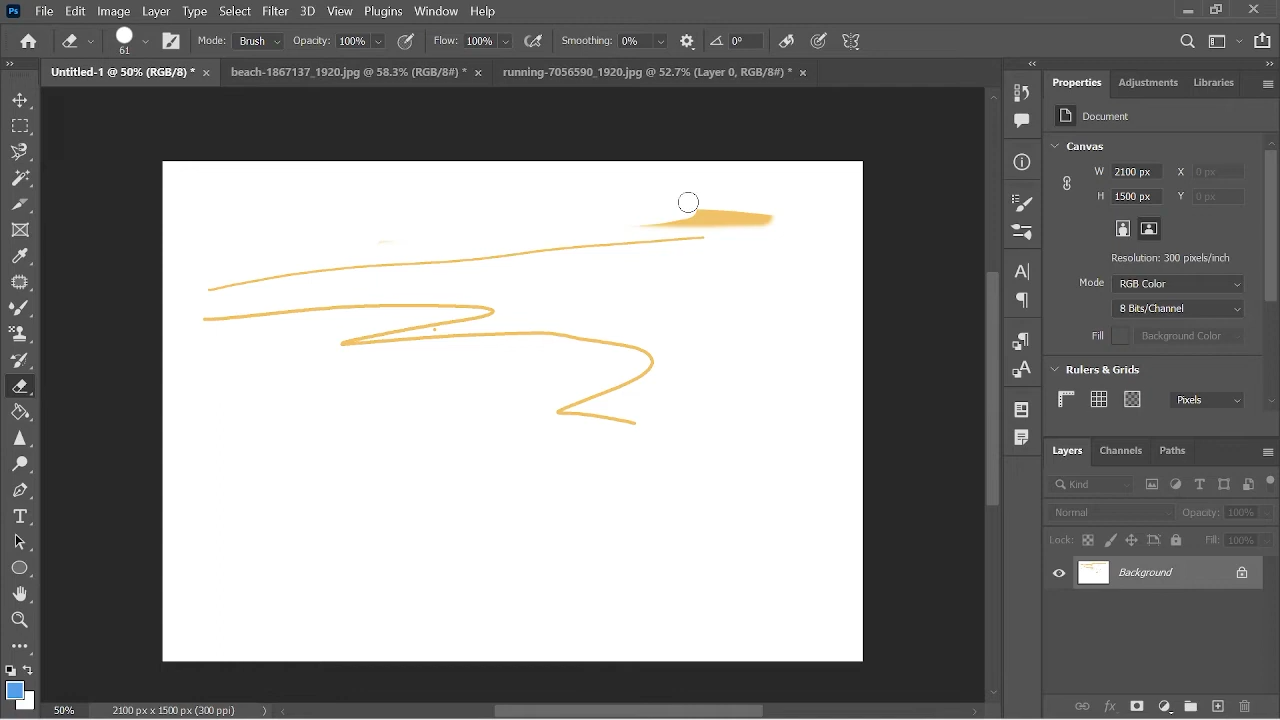 Ps File Edit Image Layer Type Select Filter 3D View Plugins Window Help
61 Mode: Brush Opacity: 100% Flow: 100% Smoothing: 0% 0°
Untitled-1 @ 50% (RGB/8) * × beach-1867137_1920.jpg @ 58.3% (RGB/8#) * × running-7056590_1920.jpg @ 52.7% (Layer 0, RGB/8#) * ×
Properties Adjustments Libraries
Document
Canvas
W 2100 px X 0 px
H 1500 px Y 0 px
Resolution: 300 pixels/inch
Mode RGB Color
8 Bits/Channel
Fill Background Color
Rulers & Grids
Pixels
Layers Channels Paths
Kind
Normal Opacity: 100%
Lock: Fill: 100%
Background
50% 2100 px x 1500 px (300 ppi)